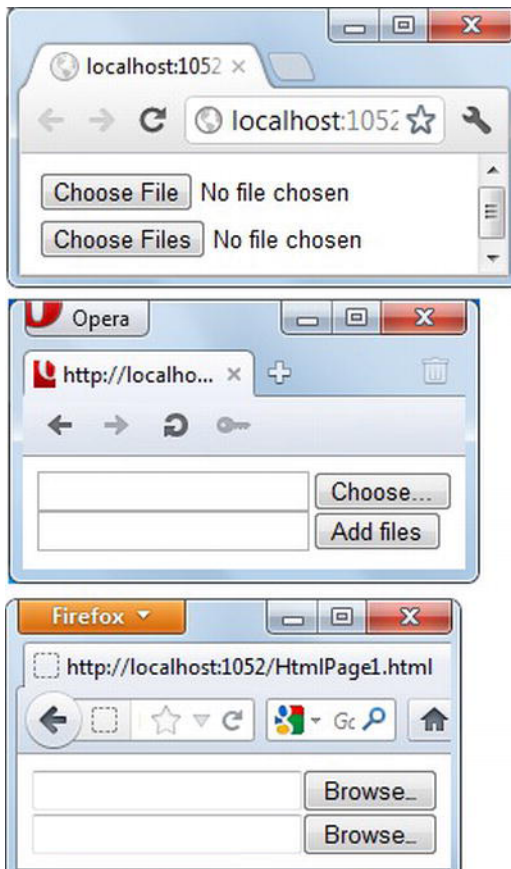 localhost:1052
localhost:1052
Choose File No file chosen
Choose Files No file chosen
Opera
http://localho...
Choose...
Add files
Firefox
http://localhost:1052/HtmlPage1.html
Gc
Browse...
Browse...